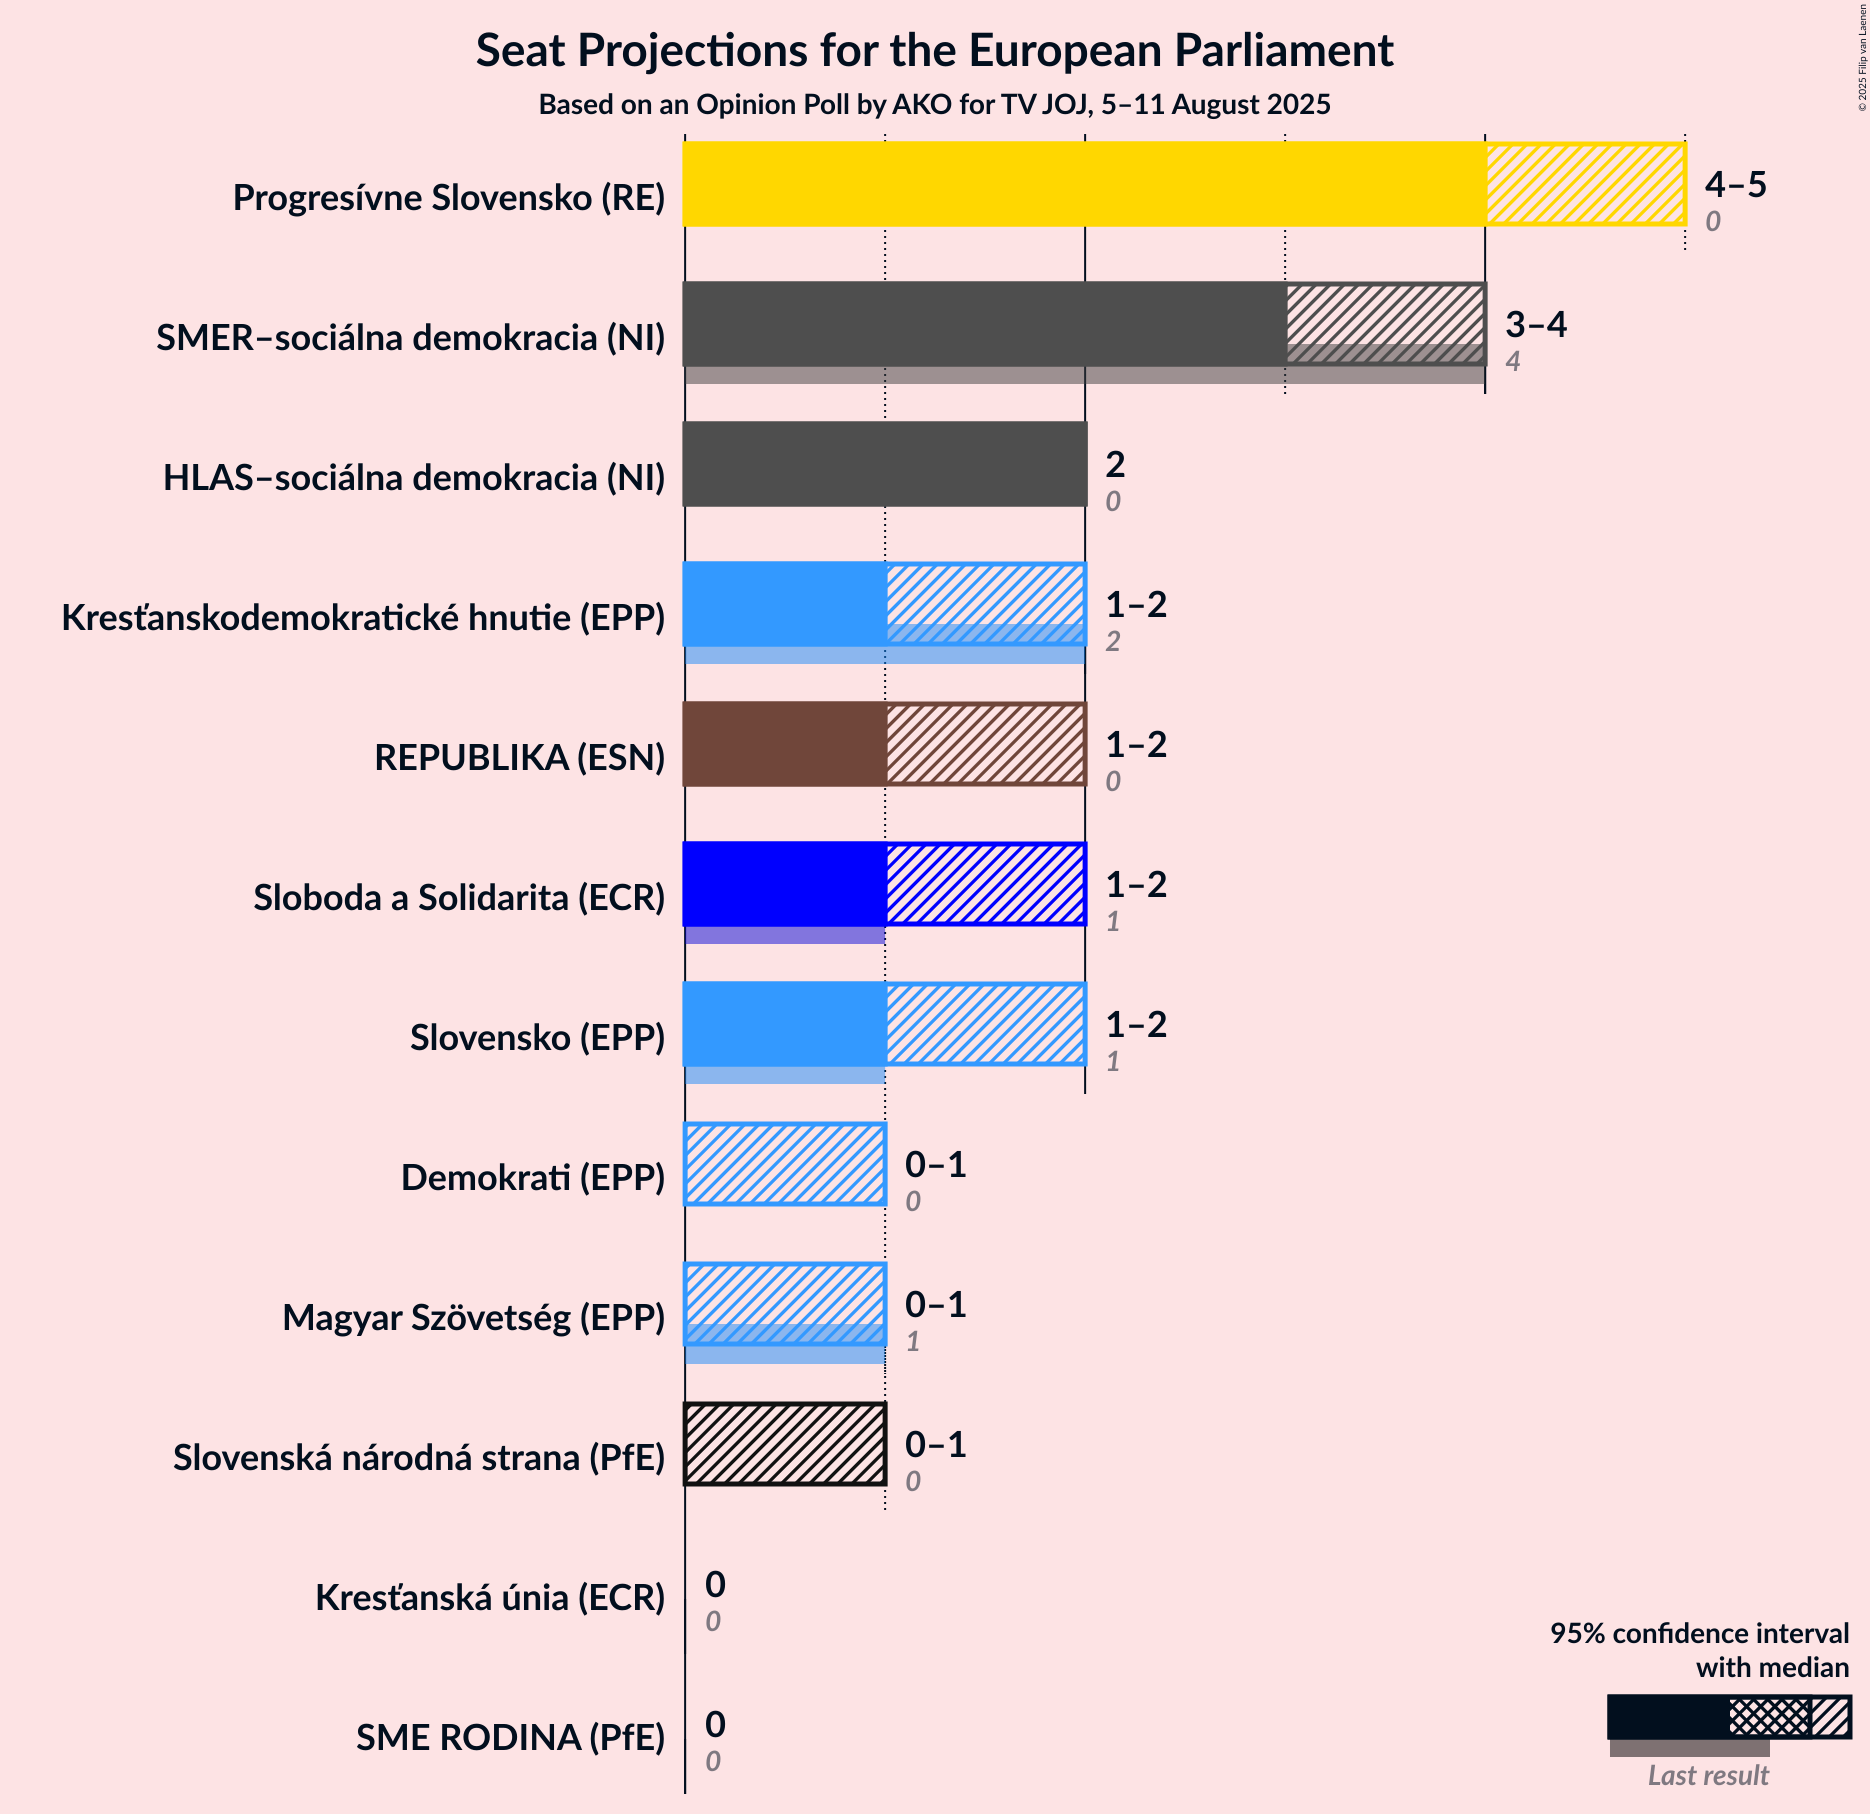 Seat Projections for the European Parliament
Based on an Opinion Poll by AKO for TV JOJ, 5–11 August 2025
© 2025 Filip van Laenen
Progresívne Slovensko (RE)
4–5
0
SMER–sociálna demokracia (NI)
3–4
4
HLAS–sociálna demokracia (NI)
2
0
Kresťanskodemokratické hnutie (EPP)
1–2
2
REPUBLIKA (ESN)
1–2
0
Sloboda a Solidarita (ECR)
1–2
1
Slovensko (EPP)
1–2
1
Demokrati (EPP)
0–1
0
Magyar Szövetség (EPP)
0–1
1
Slovenská národná strana (PfE)
0–1
0
Kresťanská únia (ECR)
0
0
SME RODINA (PfE)
0
0
95% confidence interval
with median
Last result